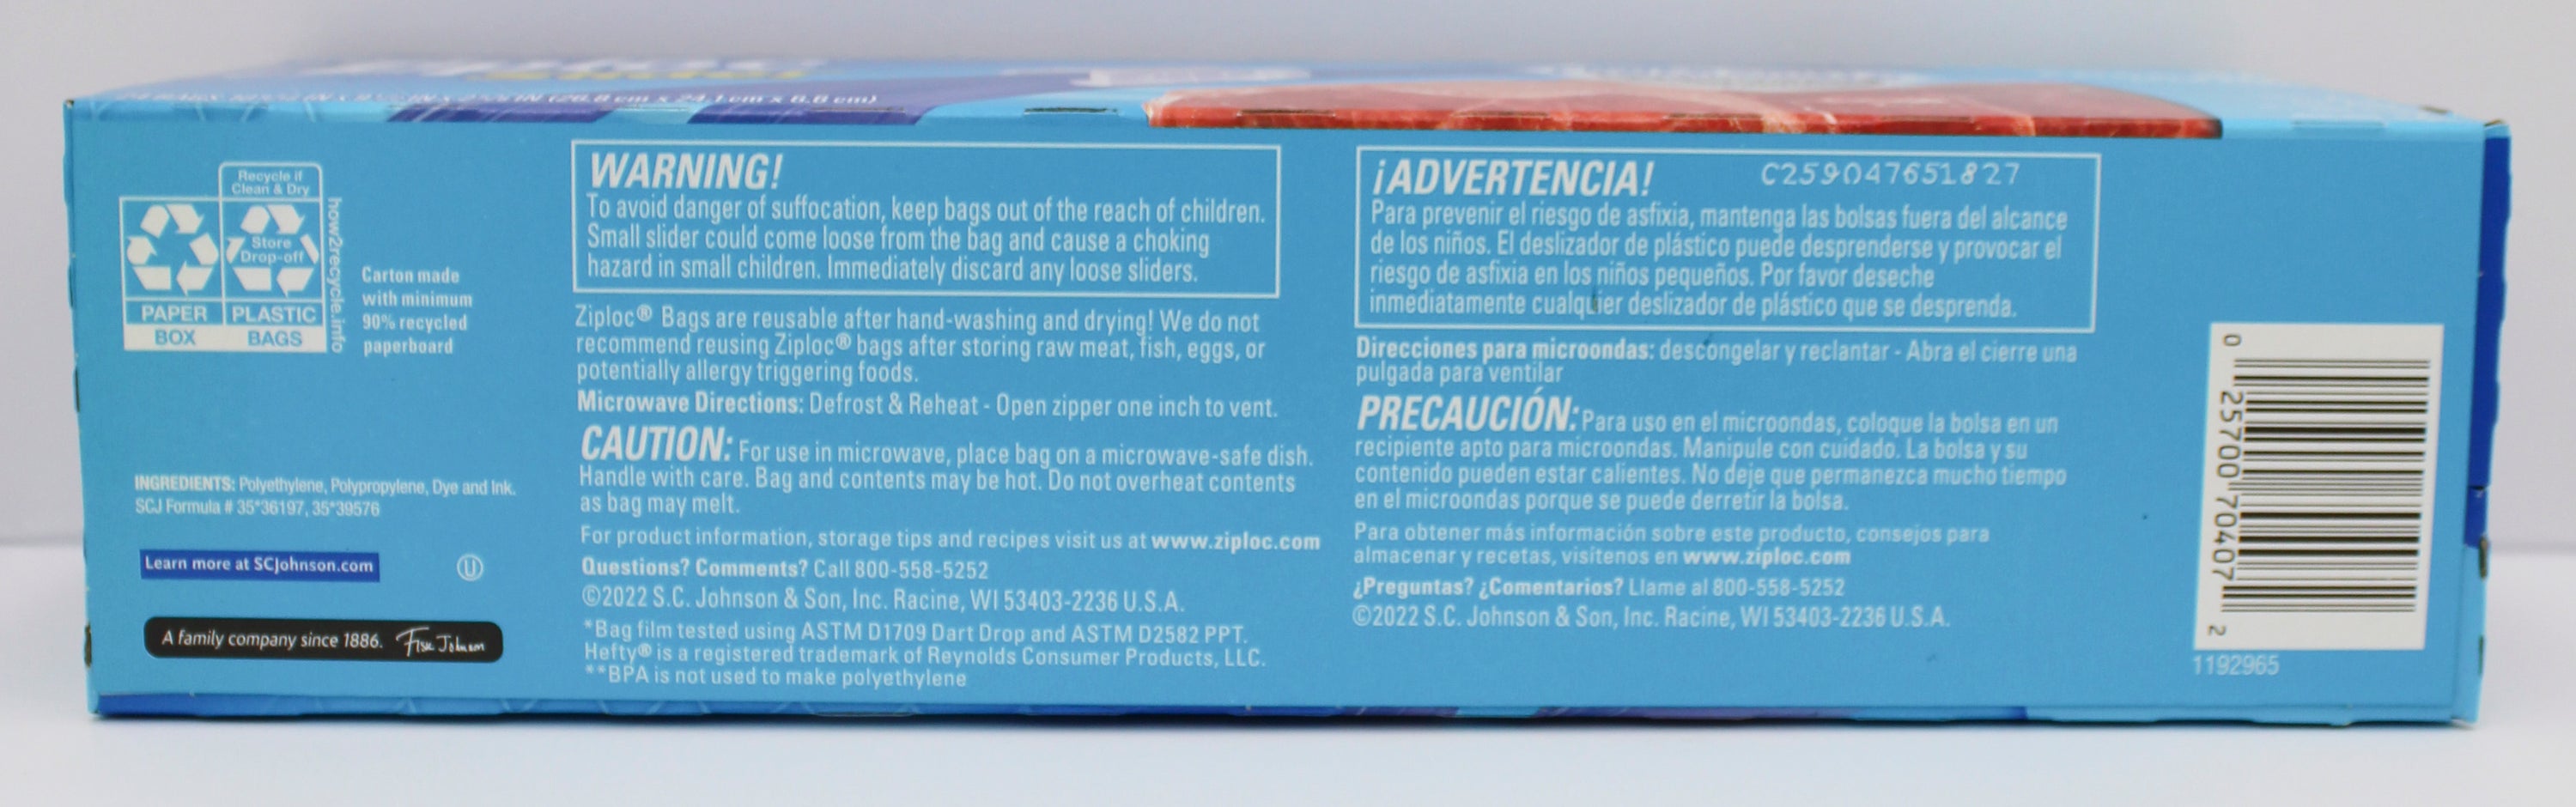 (26.8 cm x 24.1 cm x 6.6 cm)
Recycle if
Clean & Dry
Store
Drop-off
PAPER
PLASTIC
BOX
BAGS
how2recycle.info
Carton made
with minimum
90% recycled
paperboard
INGREDIENTS: Polyethylene, Polypropylene, Dye and Ink.
SCJ Formula # 35*36197, 35*39576
Learn more at SCJohnson.com
U
A family company since 1886. Fisk Johnson
WARNING!
To avoid danger of suffocation, keep bags out of the reach of children.
Small slider could come loose from the bag and cause a choking
hazard in small children. Immediately discard any loose sliders.
Ziploc® Bags are reusable after hand-washing and drying! We do not
recommend reusing Ziploc® bags after storing raw meat, fish, eggs, or
potentially allergy triggering foods.
Microwave Directions: Defrost & Reheat - Open zipper one inch to vent.
CAUTION: For use in microwave, place bag on a microwave-safe dish.
Handle with care. Bag and contents may be hot. Do not overheat contents
as bag may melt.
For product information, storage tips and recipes visit us at www.ziploc.com
Questions? Comments? Call 800-558-5252
©2022 S.C. Johnson & Son, Inc. Racine, WI 53403-2236 U.S.A.
*Bag film tested using ASTM D1709 Dart Drop and ASTM D2582 PPT.
Hefty® is a registered trademark of Reynolds Consumer Products, LLC.
**BPA is not used to make polyethylene
¡ADVERTENCIA!
C259047651827
Para prevenir el riesgo de asfixia, mantenga las bolsas fuera del alcance
de los niños. El deslizador de plástico puede desprenderse y provocar el
riesgo de asfixia en los niños pequeños. Por favor deseche
inmediatamente cualquier deslizador de plástico que se desprenda.
Direcciones para microondas: descongelar y reclantar - Abra el cierre una
pulgada para ventilar
PRECAUCIÓN: Para uso en el microondas, coloque la bolsa en un
recipiente apto para microondas. Manipule con cuidado. La bolsa y su
contenido pueden estar calientes. No deje que permanezca mucho tiempo
en el microondas porque se puede derretir la bolsa.
Para obtener más información sobre este producto, consejos para
almacenar y recetas, visítenos en www.ziploc.com
¿Preguntas? ¿Comentarios? Llame al 800-558-5252
©2022 S.C. Johnson & Son, Inc. Racine, WI 53403-2236 U.S.A.
0 25700 70407 2
1192965